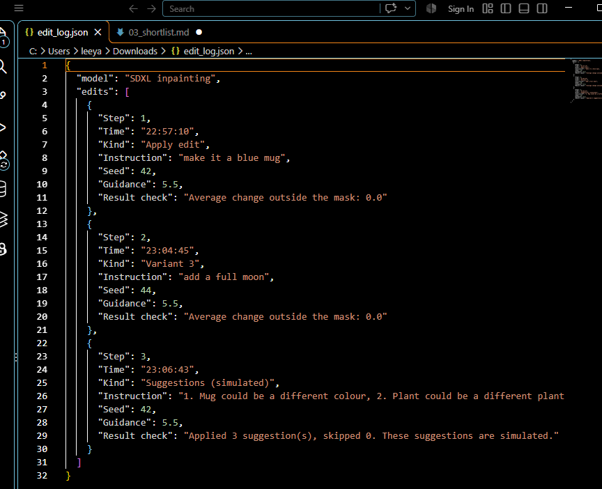 Search
Sign In
{} edit_log.json
03_shortlist.md
C: > Users > leeya > Downloads > {} edit_log.json > ...
1 {
2 "model": "SDXL inpainting",
3 "edits": [
4 {
5 "Step": 1,
6 "Time": "22:57:10",
7 "Kind": "Apply edit",
8 "Instruction": "make it a blue mug",
9 "Seed": 42,
10 "Guidance": 5.5,
11 "Result check": "Average change outside the mask: 0.0"
12 },
13 {
14 "Step": 2,
15 "Time": "23:04:45",
16 "Kind": "Variant 3",
17 "Instruction": "add a full moon",
18 "Seed": 44,
19 "Guidance": 5.5,
20 "Result check": "Average change outside the mask: 0.0"
21 },
22 {
23 "Step": 3,
24 "Time": "23:06:43",
25 "Kind": "Suggestions (simulated)",
26 "Instruction": "1. Mug could be a different colour, 2. Plant could be a different plant
27 "Seed": 42,
28 "Guidance": 5.5,
29 "Result check": "Applied 3 suggestion(s), skipped 0. These suggestions are simulated."
30 }
31 ]
32 }